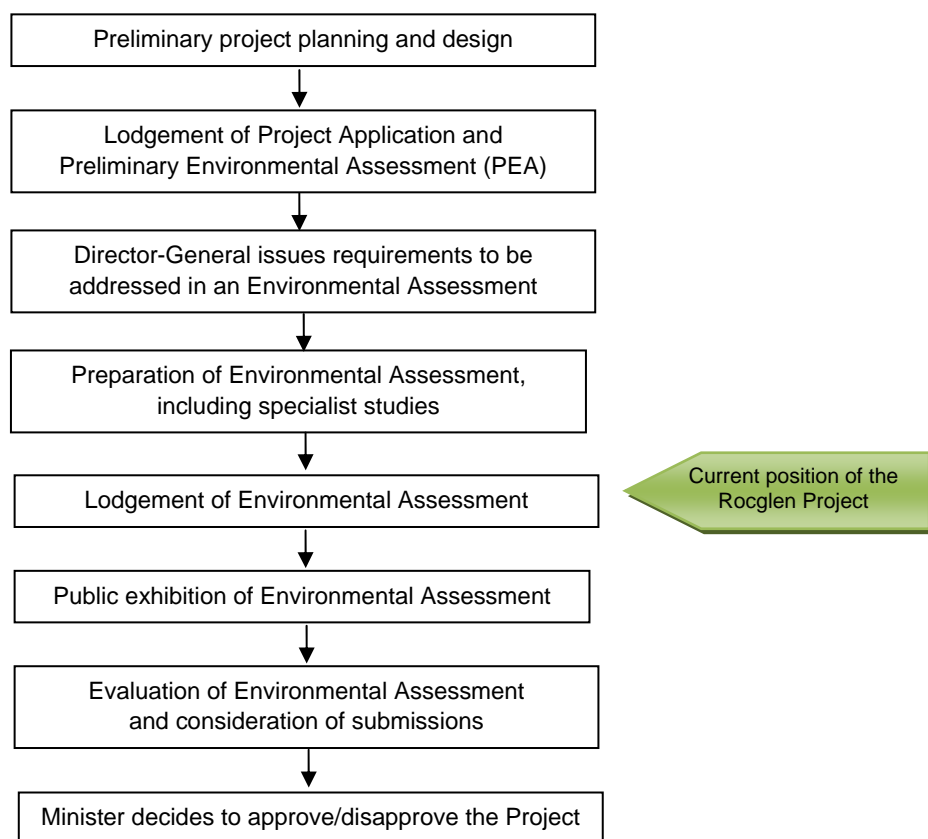 Preliminary project planning and design
Lodgement of Project Application and
Preliminary Environmental Assessment (PEA)
Director-General issues requirements to be
addressed in an Environmental Assessment
Preparation of Environmental Assessment,
including specialist studies
Lodgement of Environmental Assessment
Current position of the
Rocglen Project
Public exhibition of Environmental Assessment
Evaluation of Environmental Assessment
and consideration of submissions
Minister decides to approve/disapprove the Project